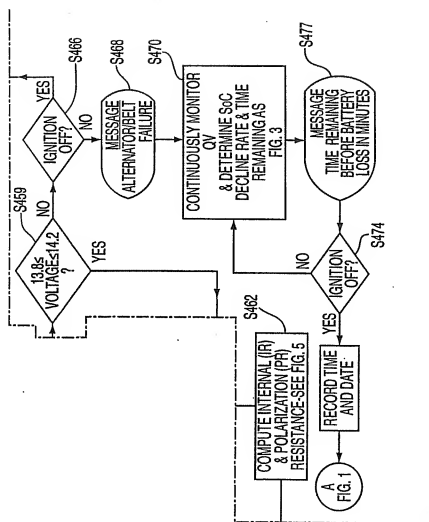 S459
13.8≤
VOLTAGE≤14.2
?
NO
YES
S466
IGNITION
OFF?
YES
NO
S468
MESSAGE
ALTERNATOR/BELT
FAILURE
S470
CONTINUOUSLY MONITOR
QV
& DETERMINE SoC
DECLINE RATE & TIME
REMAINING AS
FIG. 3
S477
MESSAGE
TIME REMAINING
BEFORE BATTERY
LOSS IN MINUTES
S474
IGNITION
OFF?
NO
YES
S462
COMPUTE INTERNAL (IR)
& POLARIZATION (PR)
RESISTANCE-SEE FIG. 5
RECORD TIME
AND DATE
A
FIG. 1